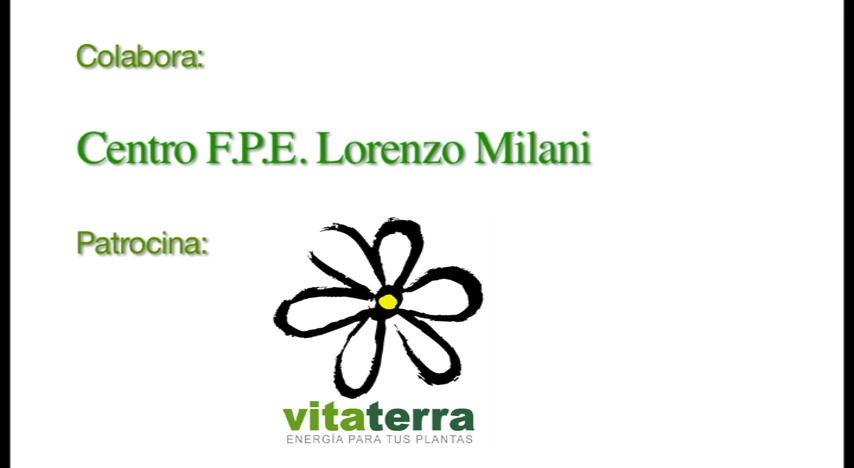 Colabora:
Centro F.P.E. Lorenzo Milani
Patrocina:
vitaterra
ENERGÍA PARA TUS PLANTAS